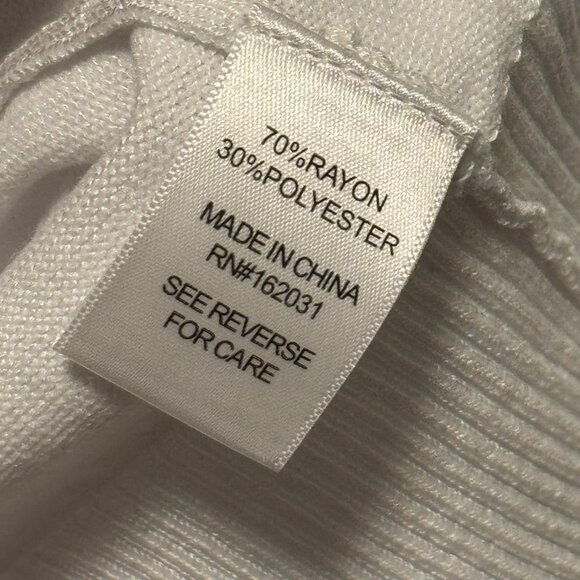 70%RAYON
30%POLYESTER
MADE IN CHINA
RN#162031
SEE REVERSE
FOR CARE